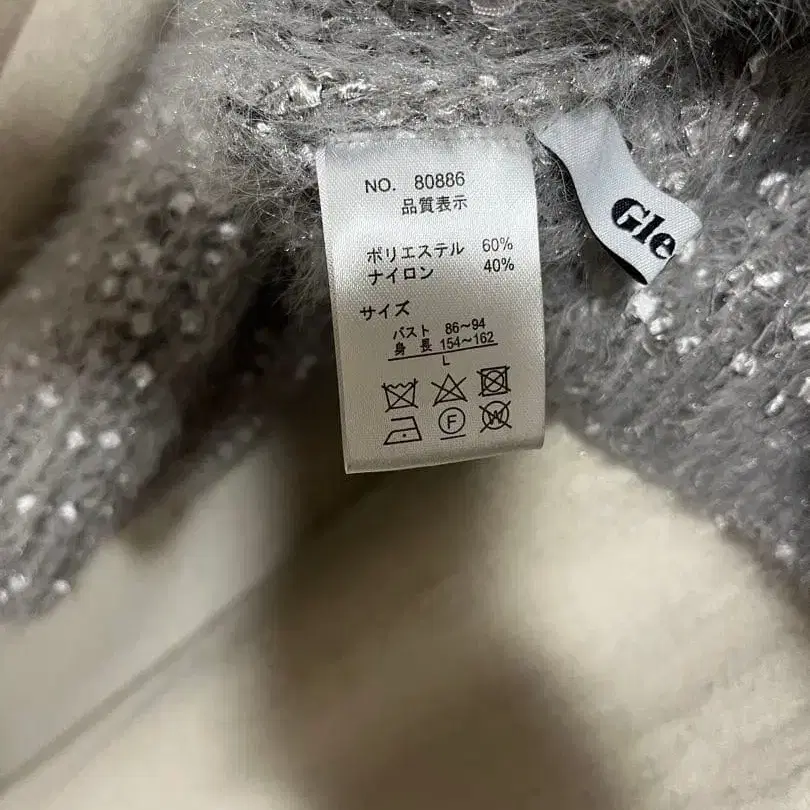 NO. 80886
品質表示
ポリエステル 60%
ナイロン 40%
サイズ
バスト 86〜94
身 長 154〜162
L
F
W
Gle